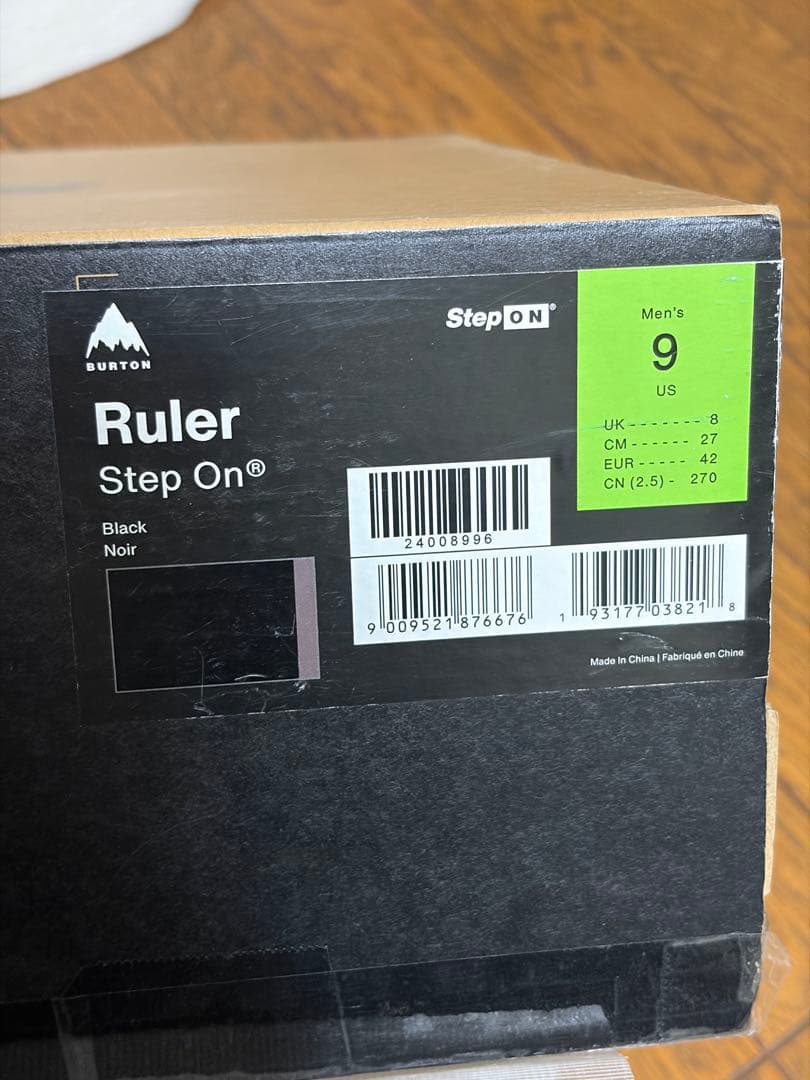 BURTON
Ruler
Step On®
Black
Noir
Step ON®
Men's
9
US
UK - - - - - - - 8
CM - - - - - - 27
EUR - - - - - 42
CN (2.5) - 270
24008996
9 009521 876676
1 93177 03821 8
Made In China | Fabriqué en Chine